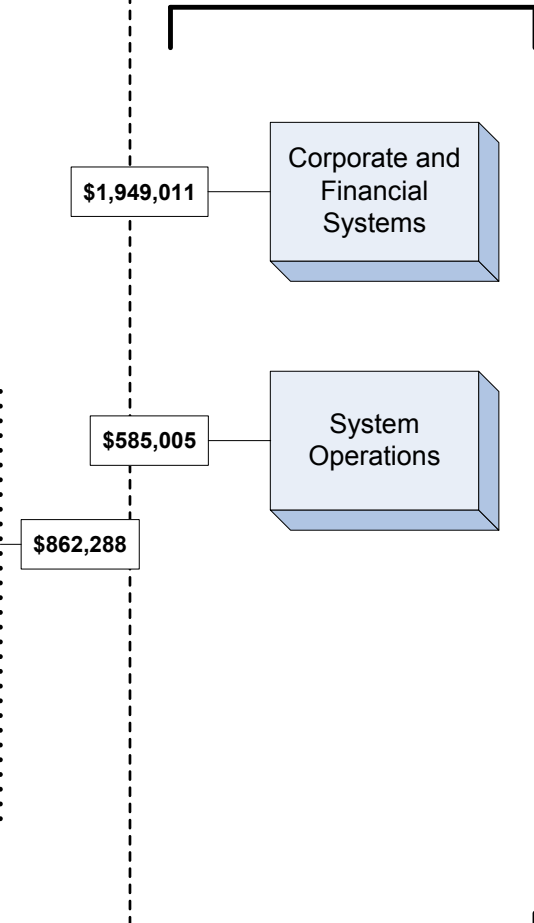 Corporate and
Financial
Systems
$1,949,011
System
Operations
$585,005
$862,288